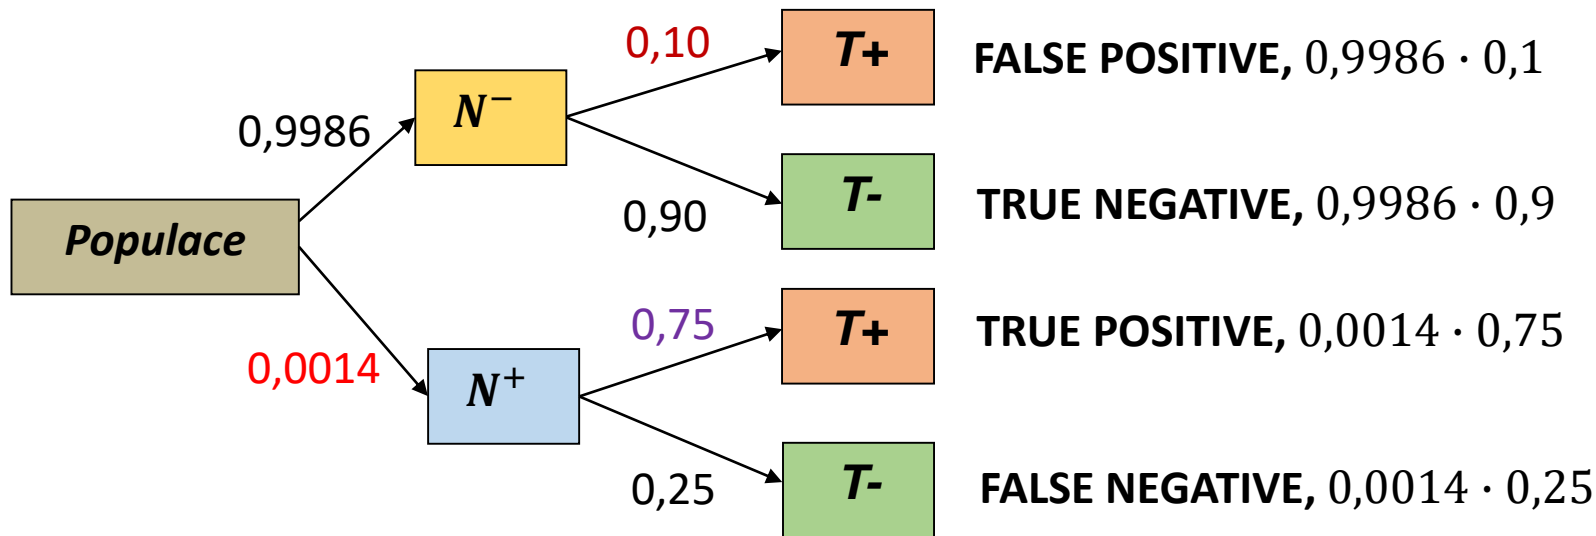 0,10
T+
FALSE POSITIVE, 0,9986 · 0,1
N⁻
0,9986
T-
0,90
TRUE NEGATIVE, 0,9986 · 0,9
Populace
0,75
T+
TRUE POSITIVE, 0,0014 · 0,75
0,0014
N⁺
0,25
T-
FALSE NEGATIVE, 0,0014 · 0,25